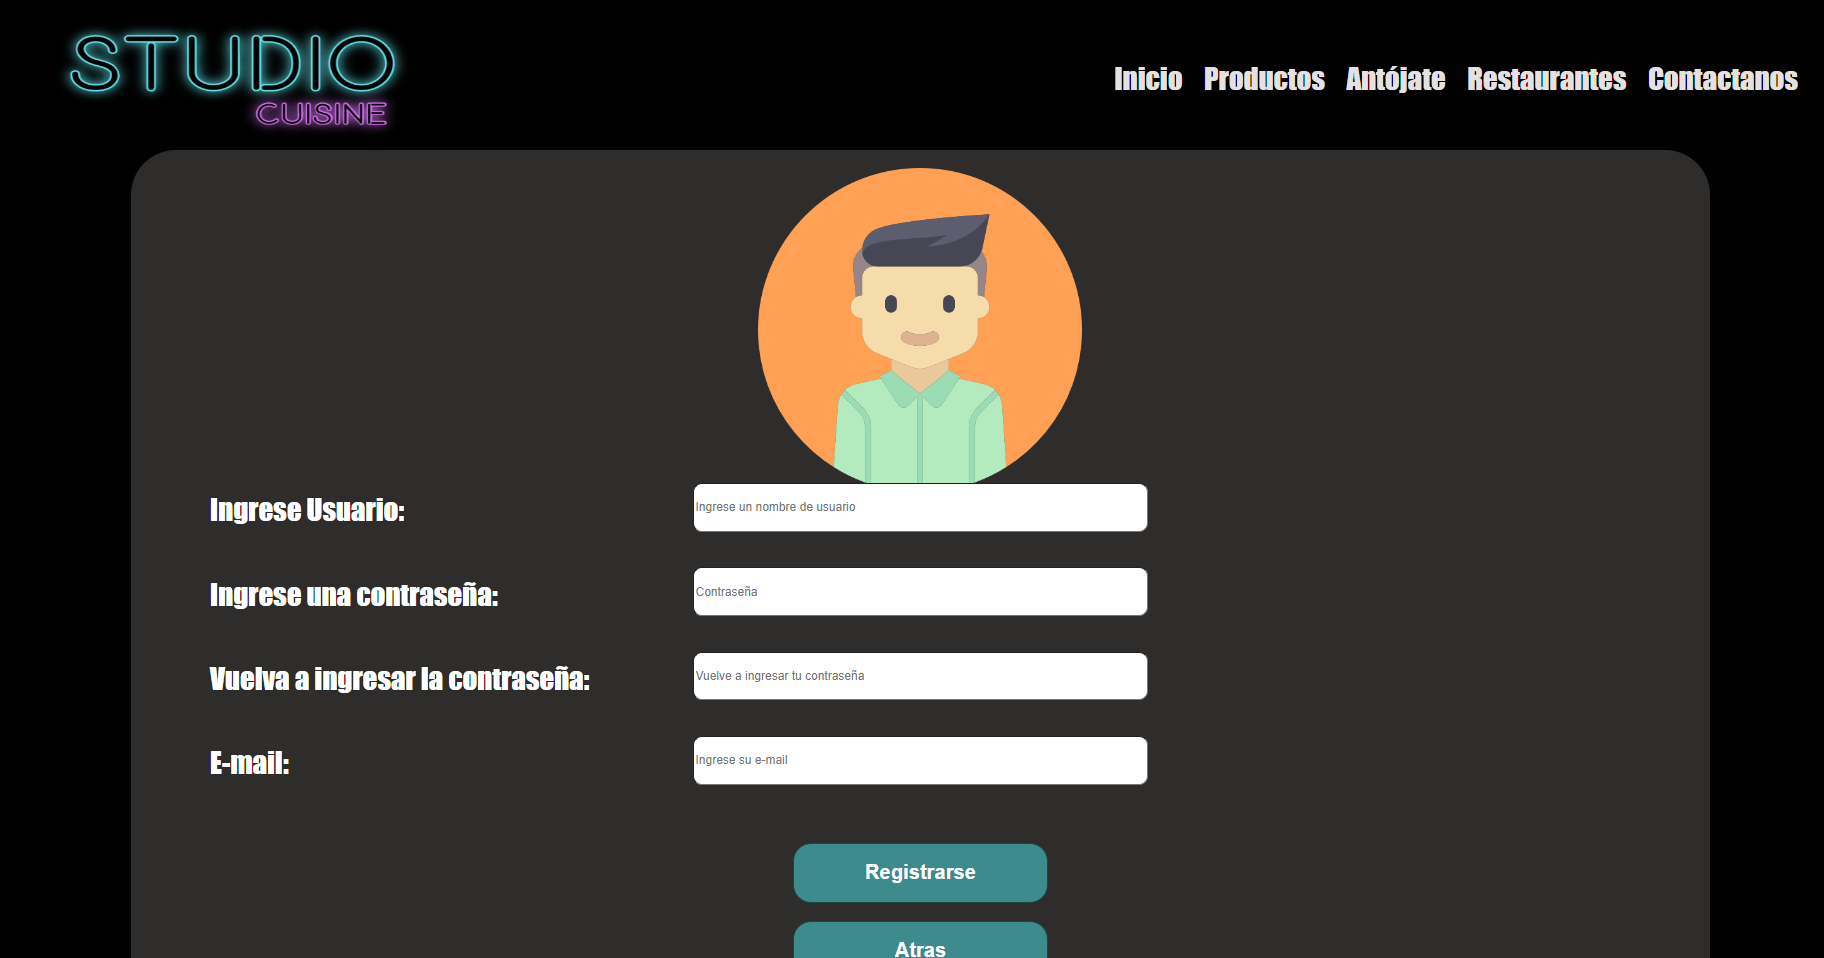 STUDIO
CUISINE
Inicio Productos Antójate Restaurantes Contactanos
Ingrese Usuario:
Ingrese un nombre de usuario
Ingrese una contraseña:
Contraseña
Vuelva a ingresar la contraseña:
Vuelve a ingresar tu contraseña
E-mail:
Ingrese su e-mail
Registrarse
Atras